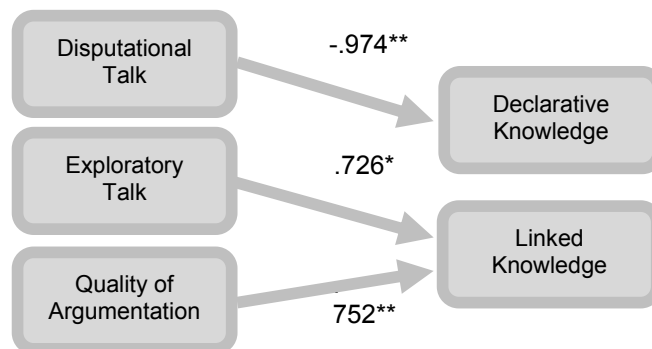 Disputational
Talk
-.974**
Declarative
Knowledge
Exploratory
Talk
.726*
Linked
Knowledge
Quality of
Argumentation
.752**